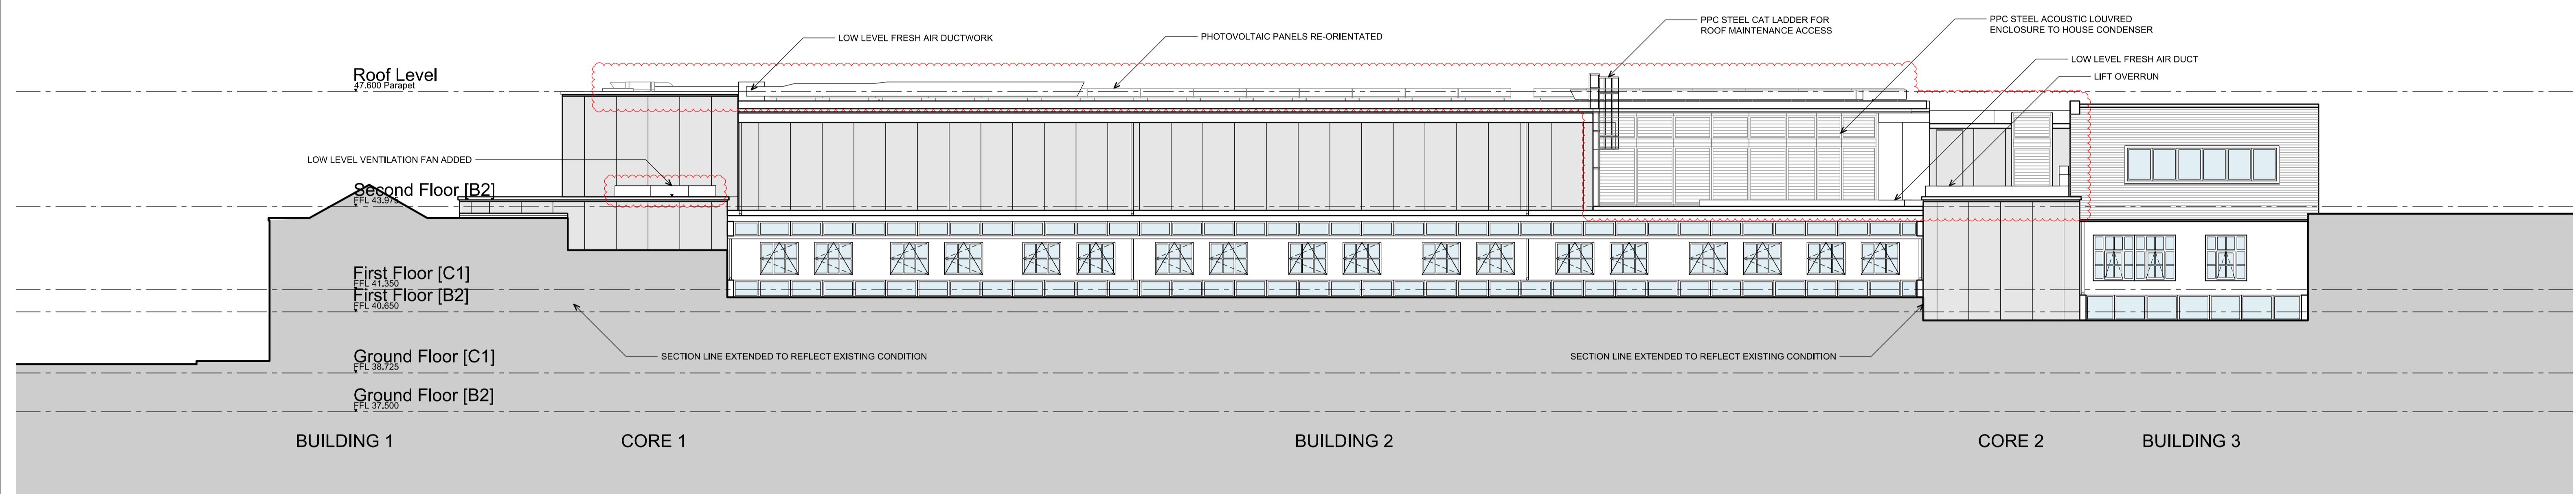 PPC STEEL CAT LADDER FOR
ROOF MAINTENANCE ACCESS
PPC STEEL ACOUSTIC LOUVRED
ENCLOSURE TO HOUSE CONDENSER
LOW LEVEL FRESH AIR DUCTWORK
PHOTOVOLTAIC PANELS RE-ORIENTATED
LOW LEVEL FRESH AIR DUCT
LIFT OVERRUN
Roof Level
47.600 Parapet
LOW LEVEL VENTILATION FAN ADDED
Second Floor [B2]
FFL 43.975
First Floor [C1]
FFL 41.350
First Floor [B2]
FFL 40.650
SECTION LINE EXTENDED TO REFLECT EXISTING CONDITION
SECTION LINE EXTENDED TO REFLECT EXISTING CONDITION
Ground Floor [C1]
FFL 38.725
Ground Floor [B2]
FFL 37.500
BUILDING 1
CORE 1
BUILDING 2
CORE 2
BUILDING 3